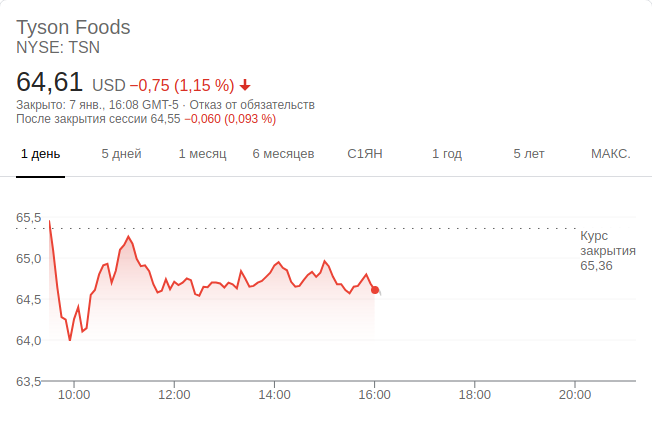 Tyson Foods
NYSE: TSN
64,61 USD −0,75 (1,15 %)
Закрыто: 7 янв., 16:08 GMT-5 · Отказ от обязательств
После закрытия сессии 64,55 −0,060 (0,093 %)
1 день 5 дней 1 месяц 6 месяцев С1ЯН 1 год 5 лет МАКС.
65,5
Курс
закрытия
65,36
65,0
64,5
64,0
63,5
10:00 12:00 14:00 16:00 18:00 20:00